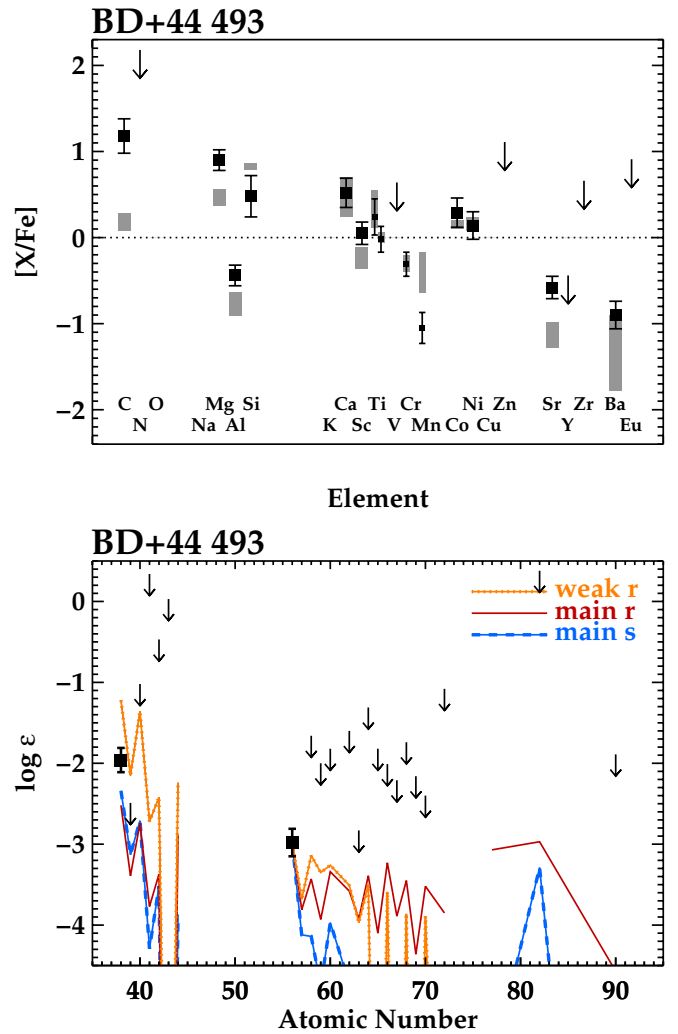 BD+44 493
2
1
0
−1
−2
[X/Fe]
C O Mg Si Ca Ti Cr Ni Zn Sr Zr Ba
N Na Al K Sc V Mn Co Cu Y Eu
Element
BD+44 493
weak r
main r
main s
0
−1
−2
−3
−4
log ε
40 50 60 70 80 90
Atomic Number